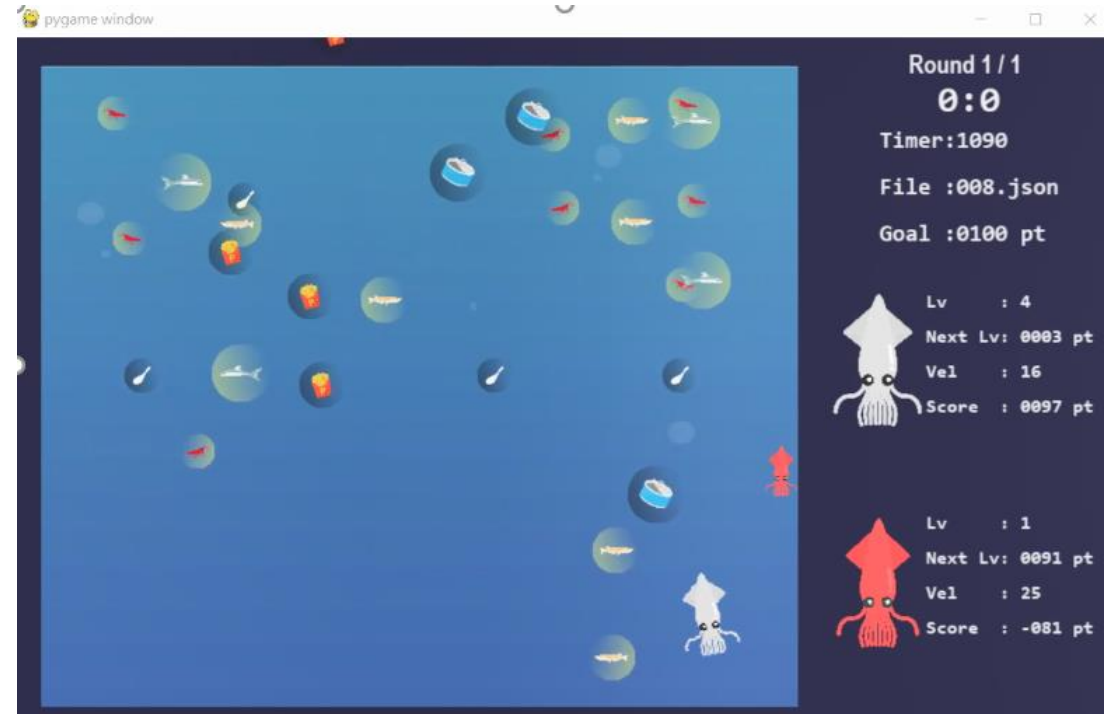 pygame window
Round 1 / 1
0:0
Timer:1090
File :008.json
Goal :0100 pt
Lv : 4
Next Lv: 0003 pt
Vel : 16
Score : 0097 pt
Lv : 1
Next Lv: 0091 pt
Vel : 25
Score : -081 pt